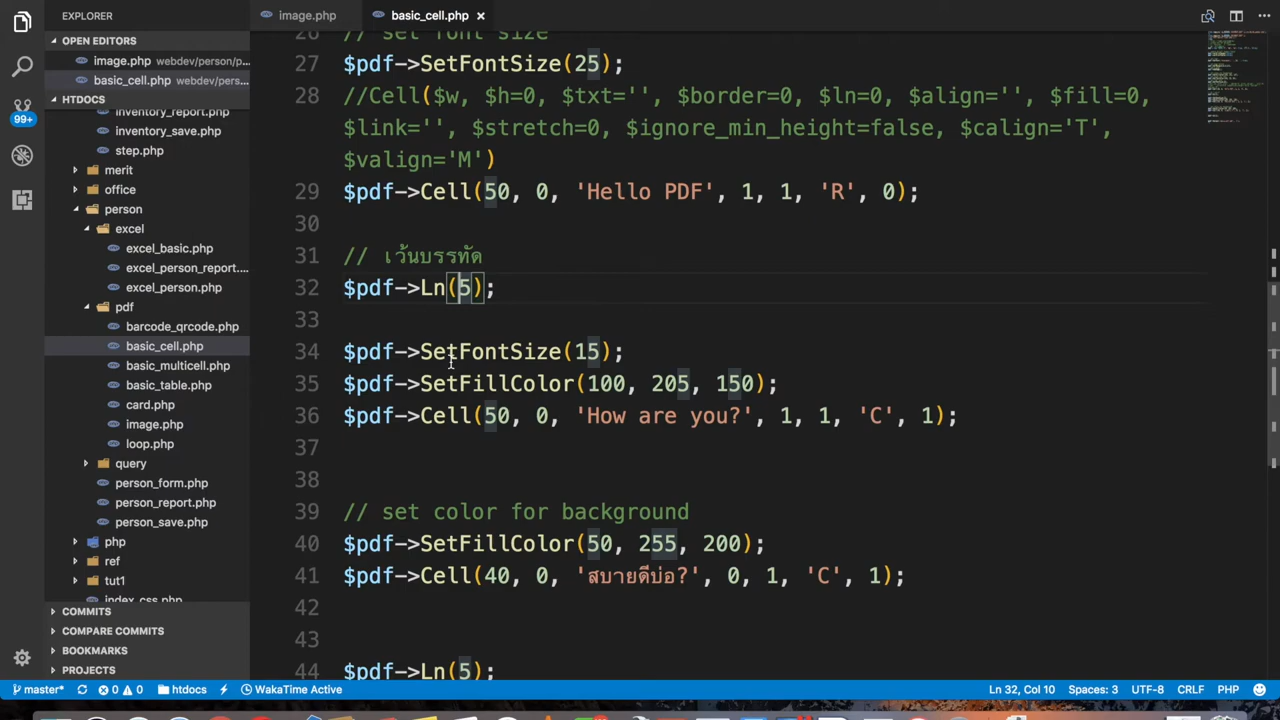 EXPLORER
image.php
basic_cell.php
OPEN EDITORS
image.php webdev/person/p...
basic_cell.php webdev/pers...
HTDOCS
inventory_report.php
inventory_save.php
step.php
merit
office
person
excel
excel_basic.php
excel_person_report....
excel_person.php
pdf
barcode_qrcode.php
basic_cell.php
basic_multicell.php
basic_table.php
card.php
image.php
loop.php
query
person_form.php
person_report.php
person_save.php
php
ref
tut1
index_css.php
COMMITS
COMPARE COMMITS
BOOKMARKS
PROJECTS
99+
26 // set font size
27 $pdf->SetFontSize(25);
28 //Cell($w, $h=0, $txt='', $border=0, $ln=0, $align='', $fill=0,
$link='', $stretch=0, $ignore_min_height=false, $calign='T',
$valign='M')
29 $pdf->Cell(50, 0, 'Hello PDF', 1, 1, 'R', 0);
30
31 // เว้นบรรทัด
32 $pdf->Ln(5);
33
34 $pdf->SetFontSize(15);
35 $pdf->SetFillColor(100, 205, 150);
36 $pdf->Cell(50, 0, 'How are you?', 1, 1, 'C', 1);
37
38
39 // set color for background
40 $pdf->SetFillColor(50, 255, 200);
41 $pdf->Cell(40, 0, 'สบายดีบ่อ?', 0, 1, 'C', 1);
42
43
44 $pdf->Ln(5);
master* 0 0 htdocs WakaTime Active Ln 32, Col 10 Spaces: 3 UTF-8 CRLF PHP